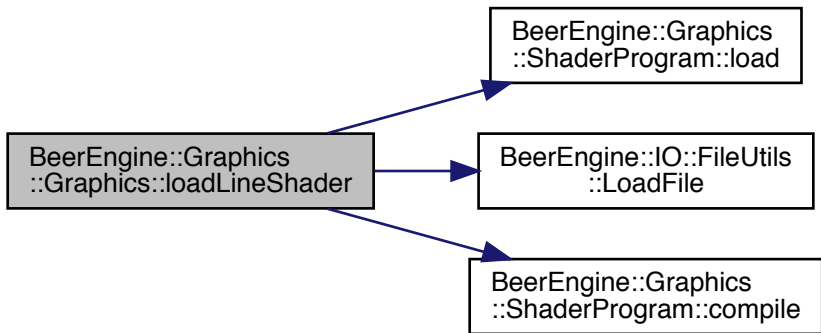 BeerEngine::Graphics
::Graphics::loadLineShader
BeerEngine::Graphics
::ShaderProgram::load
BeerEngine::IO::FileUtils
::LoadFile
BeerEngine::Graphics
::ShaderProgram::compile